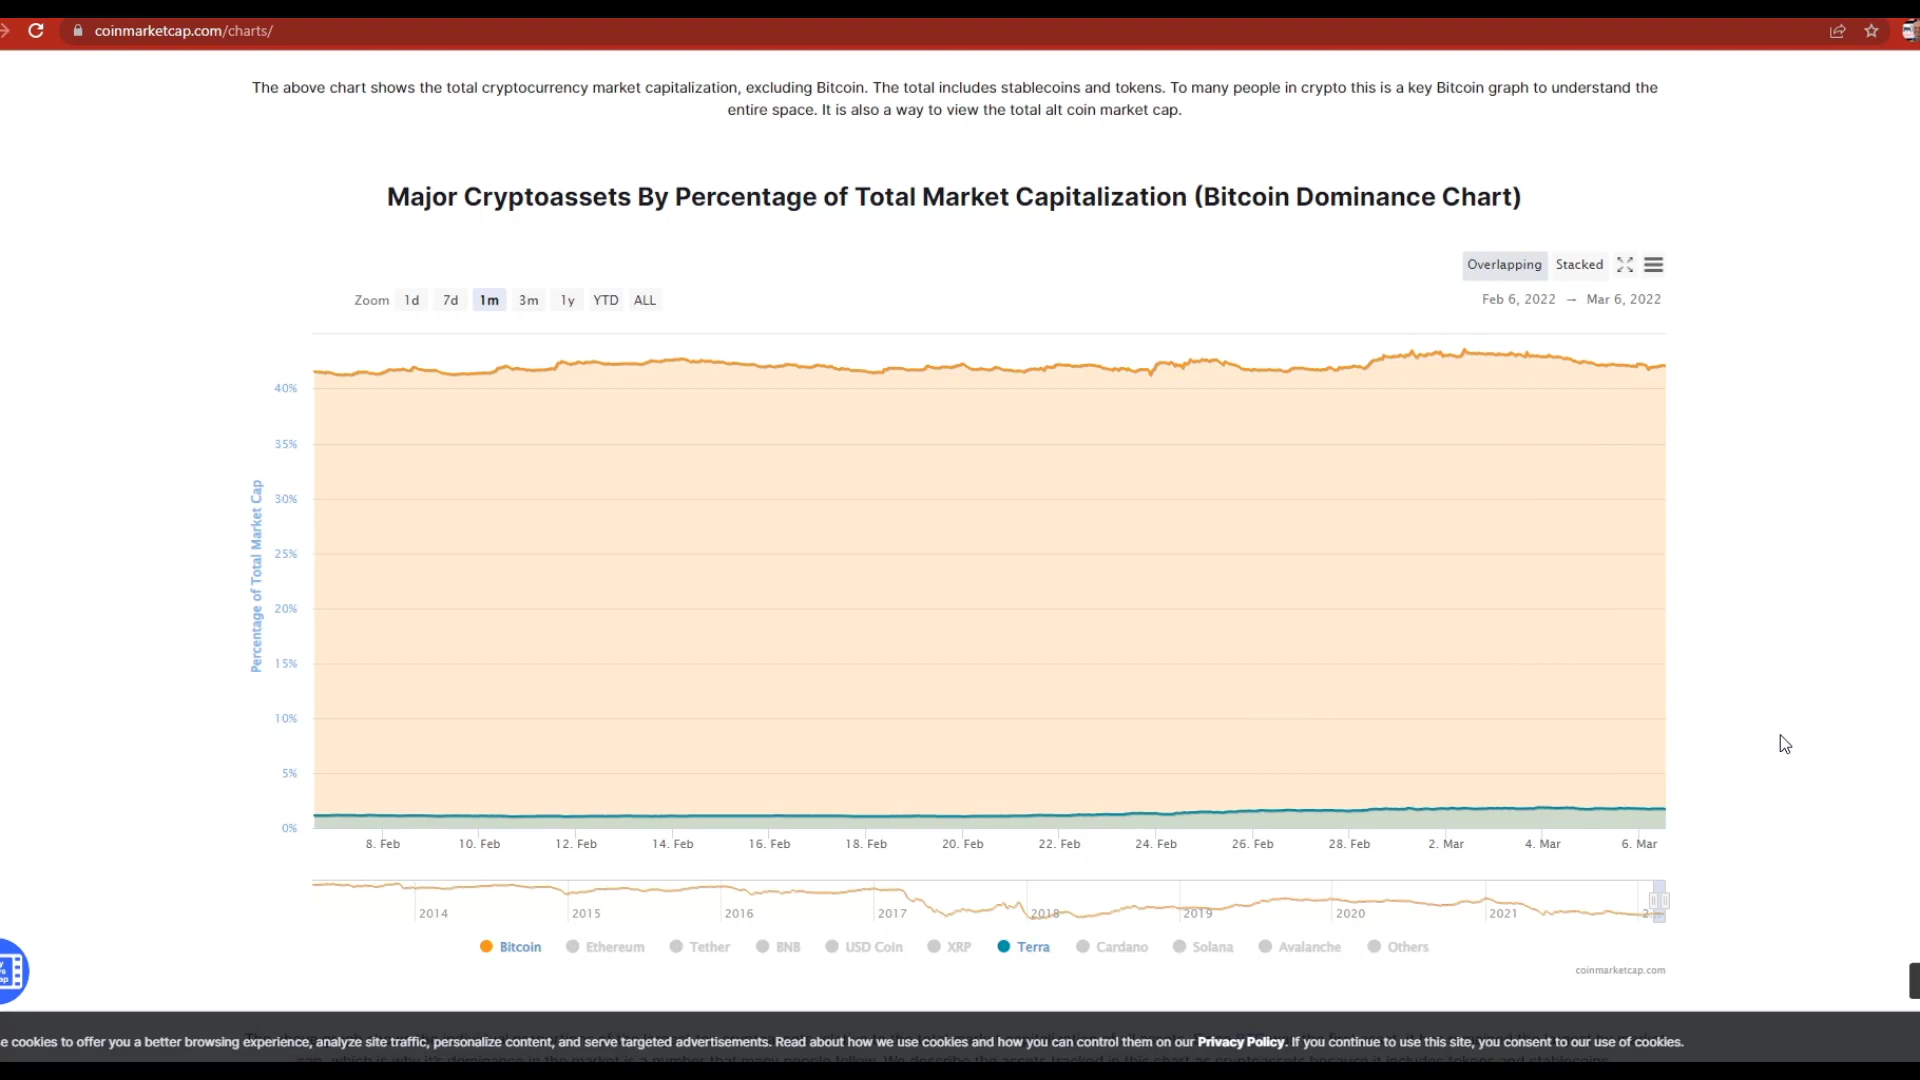 coinmarketcap.com/charts/
The above chart shows the total cryptocurrency market capitalization, excluding Bitcoin. The total includes stablecoins and tokens. To many people in crypto this is a key Bitcoin graph to understand the
entire space. It is also a way to view the total alt coin market cap.
Major Cryptoassets By Percentage of Total Market Capitalization (Bitcoin Dominance Chart)
Overlapping Stacked
Zoom 1d 7d 1m 3m 1y YTD ALL
Feb 6, 2022 → Mar 6, 2022
Percentage of Total Market Cap
40%
35%
30%
25%
20%
15%
10%
5%
0%
8. Feb 10. Feb 12. Feb 14. Feb 16. Feb 18. Feb 20. Feb 22. Feb 24. Feb 26. Feb 28. Feb 2. Mar 4. Mar 6. Mar
2014 2015 2016 2017 2018 2019 2020 2021
Bitcoin Ethereum Tether BNB USD Coin XRP Terra Cardano Solana Avalanche Others
coinmarketcap.com
e cookies to offer you a better browsing experience, analyze site traffic, personalize content, and serve targeted advertisements. Read about how we use cookies and how you can control them on our Privacy Policy. If you continue to use this site, you consent to our use of cookies.